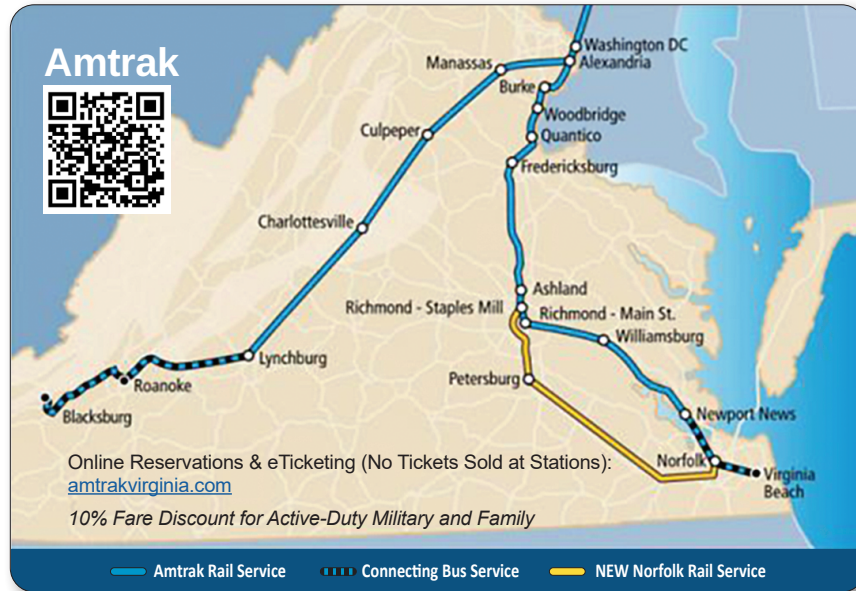 Amtrak
Washington DC
Manassas
Alexandria
Burke
Woodbridge
Culpeper
Quantico
Fredericksburg
Charlottesville
Ashland
Richmond - Staples Mill
Richmond - Main St.
Williamsburg
Lynchburg
Roanoke
Petersburg
Blacksburg
Newport News
Norfolk
Virginia
Beach
Online Reservations & eTicketing (No Tickets Sold at Stations):
amtrakvirginia.com
10% Fare Discount for Active-Duty Military and Family
Amtrak Rail Service
Connecting Bus Service
NEW Norfolk Rail Service